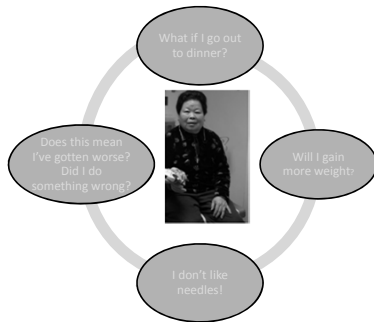 What if I go out
to dinner?
Does this mean
I've gotten worse?
Did I do
something wrong?
Will I gain
more weight?
I don't like
needles!